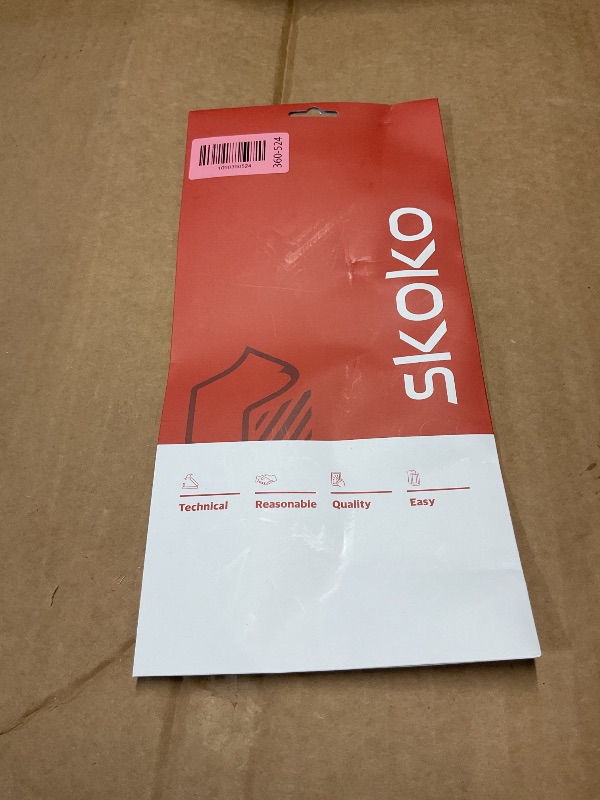 360-524
skoko
Technical
Reasonable
Quality
Easy